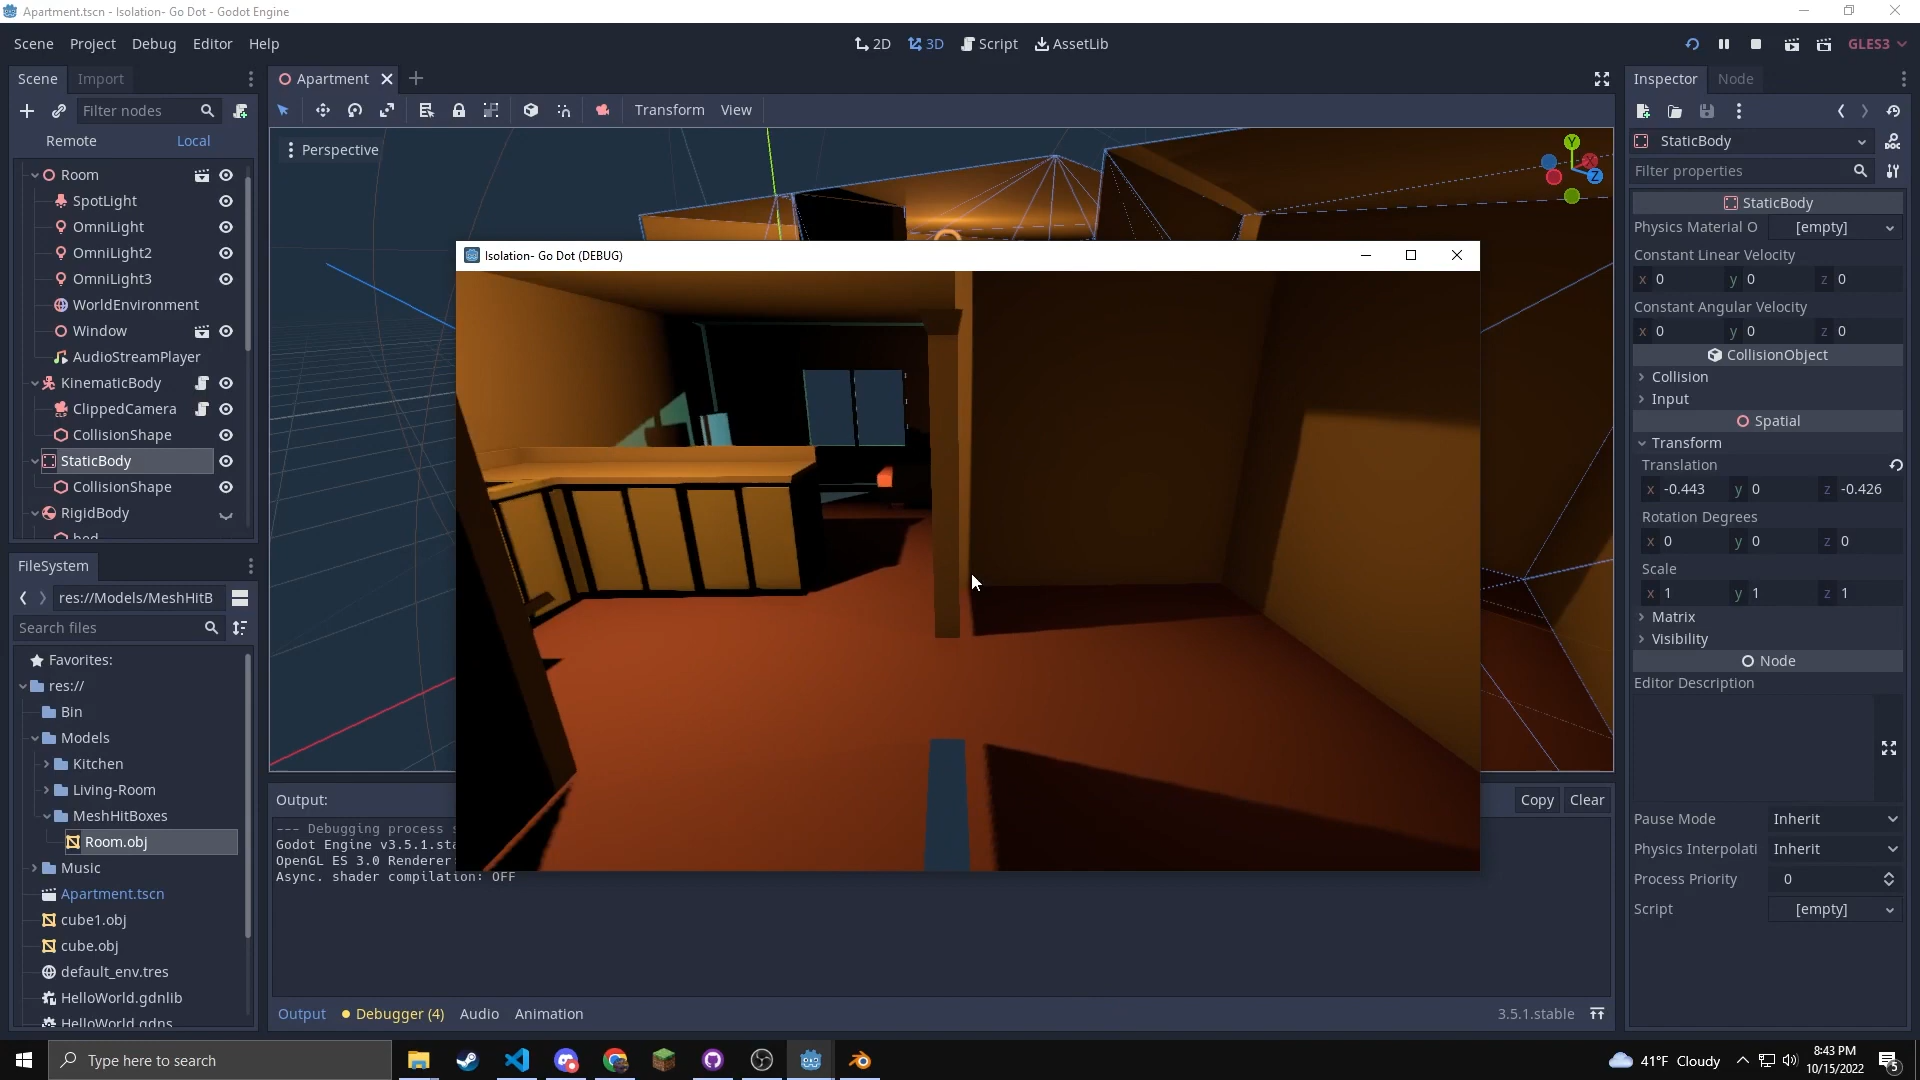 Apartment.tscn - Isolation- Go Dot - Godot Engine
Scene Project Debug Editor Help
2D 3D Script AssetLib
GLES3
Scene Import
Filter nodes
Remote Local
Room
SpotLight
OmniLight
OmniLight2
OmniLight3
WorldEnvironment
Window
AudioStreamPlayer
KinematicBody
ClippedCamera
CollisionShape
StaticBody
CollisionShape
RigidBody
bed
FileSystem
res://Models/MeshHitB
Search files
Favorites:
res://
Bin
Models
Kitchen
Living-Room
MeshHitBoxes
Room.obj
Music
Apartment.tscn
cube1.obj
cube.obj
default_env.tres
HelloWorld.gdnlib
HelloWorld.gdns
Apartment
Transform View
Perspective
Y
Z
Isolation- Go Dot (DEBUG)
Output:
Copy Clear
--- Debugging process s
Godot Engine v3.5.1.sta
OpenGL ES 3.0 Renderer:
Async. shader compilation: OFF
Output Debugger (4) Audio Animation
3.5.1.stable
Inspector Node
StaticBody
Filter properties
StaticBody
Physics Material O [empty]
Constant Linear Velocity
x 0 y 0 z 0
Constant Angular Velocity
x 0 y 0 z 0
CollisionObject
Collision
Input
Spatial
Transform
Translation
x -0.443 y 0 z -0.426
Rotation Degrees
x 0 y 0 z 0
Scale
x 1 y 1 z 1
Matrix
Visibility
Node
Editor Description
Pause Mode Inherit
Physics Interpolati Inherit
Process Priority 0
Script [empty]
Type here to search
41°F Cloudy
8:43 PM
10/15/2022
5